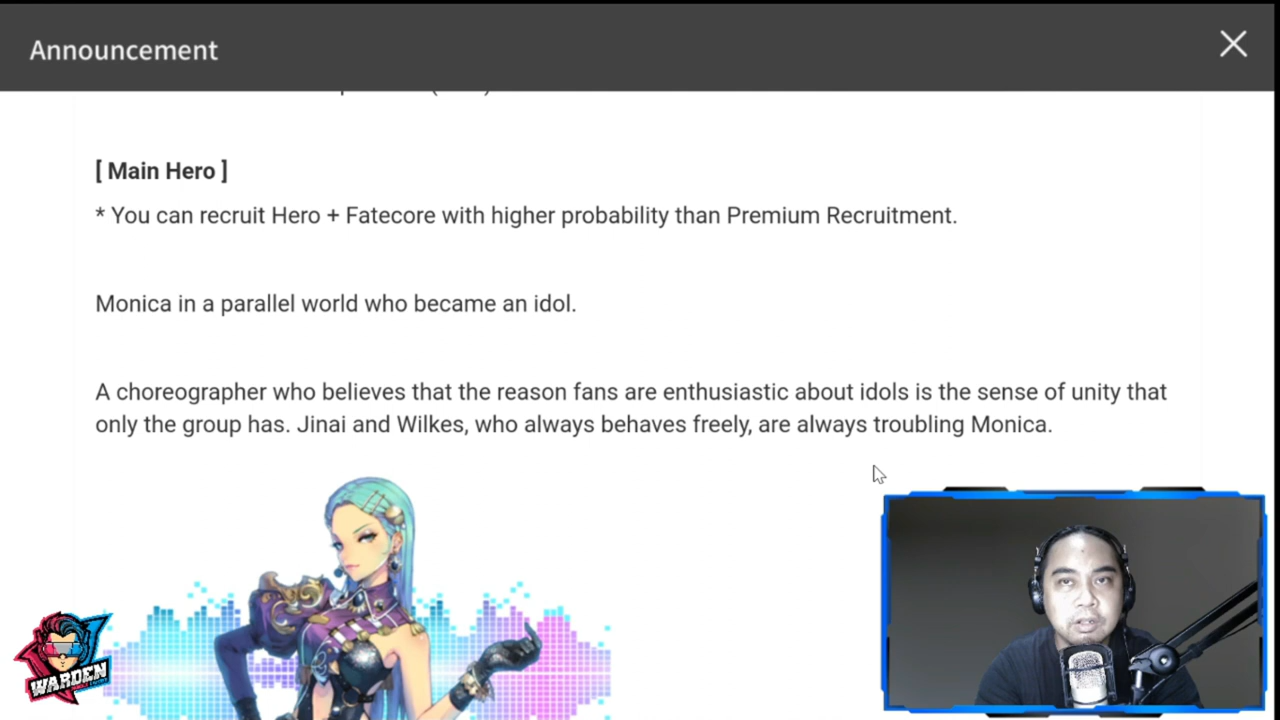 Announcement
[ Main Hero ]
* You can recruit Hero + Fatecore with higher probability than Premium Recruitment.
Monica in a parallel world who became an idol.
A choreographer who believes that the reason fans are enthusiastic about idols is the sense of unity that
only the group has. Jinai and Wilkes, who always behaves freely, are always troubling Monica.
WARDEN